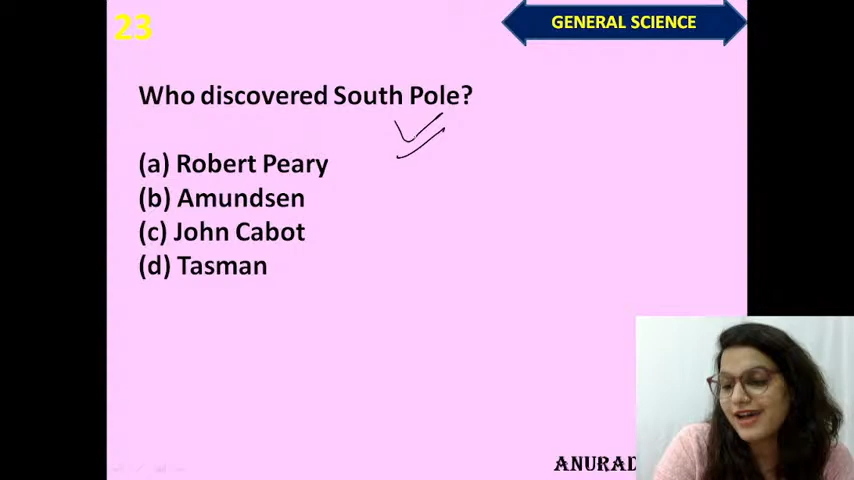 23
GENERAL SCIENCE
Who discovered South Pole?
(a) Robert Peary
(b) Amundsen
(c) John Cabot
(d) Tasman
ANURAD